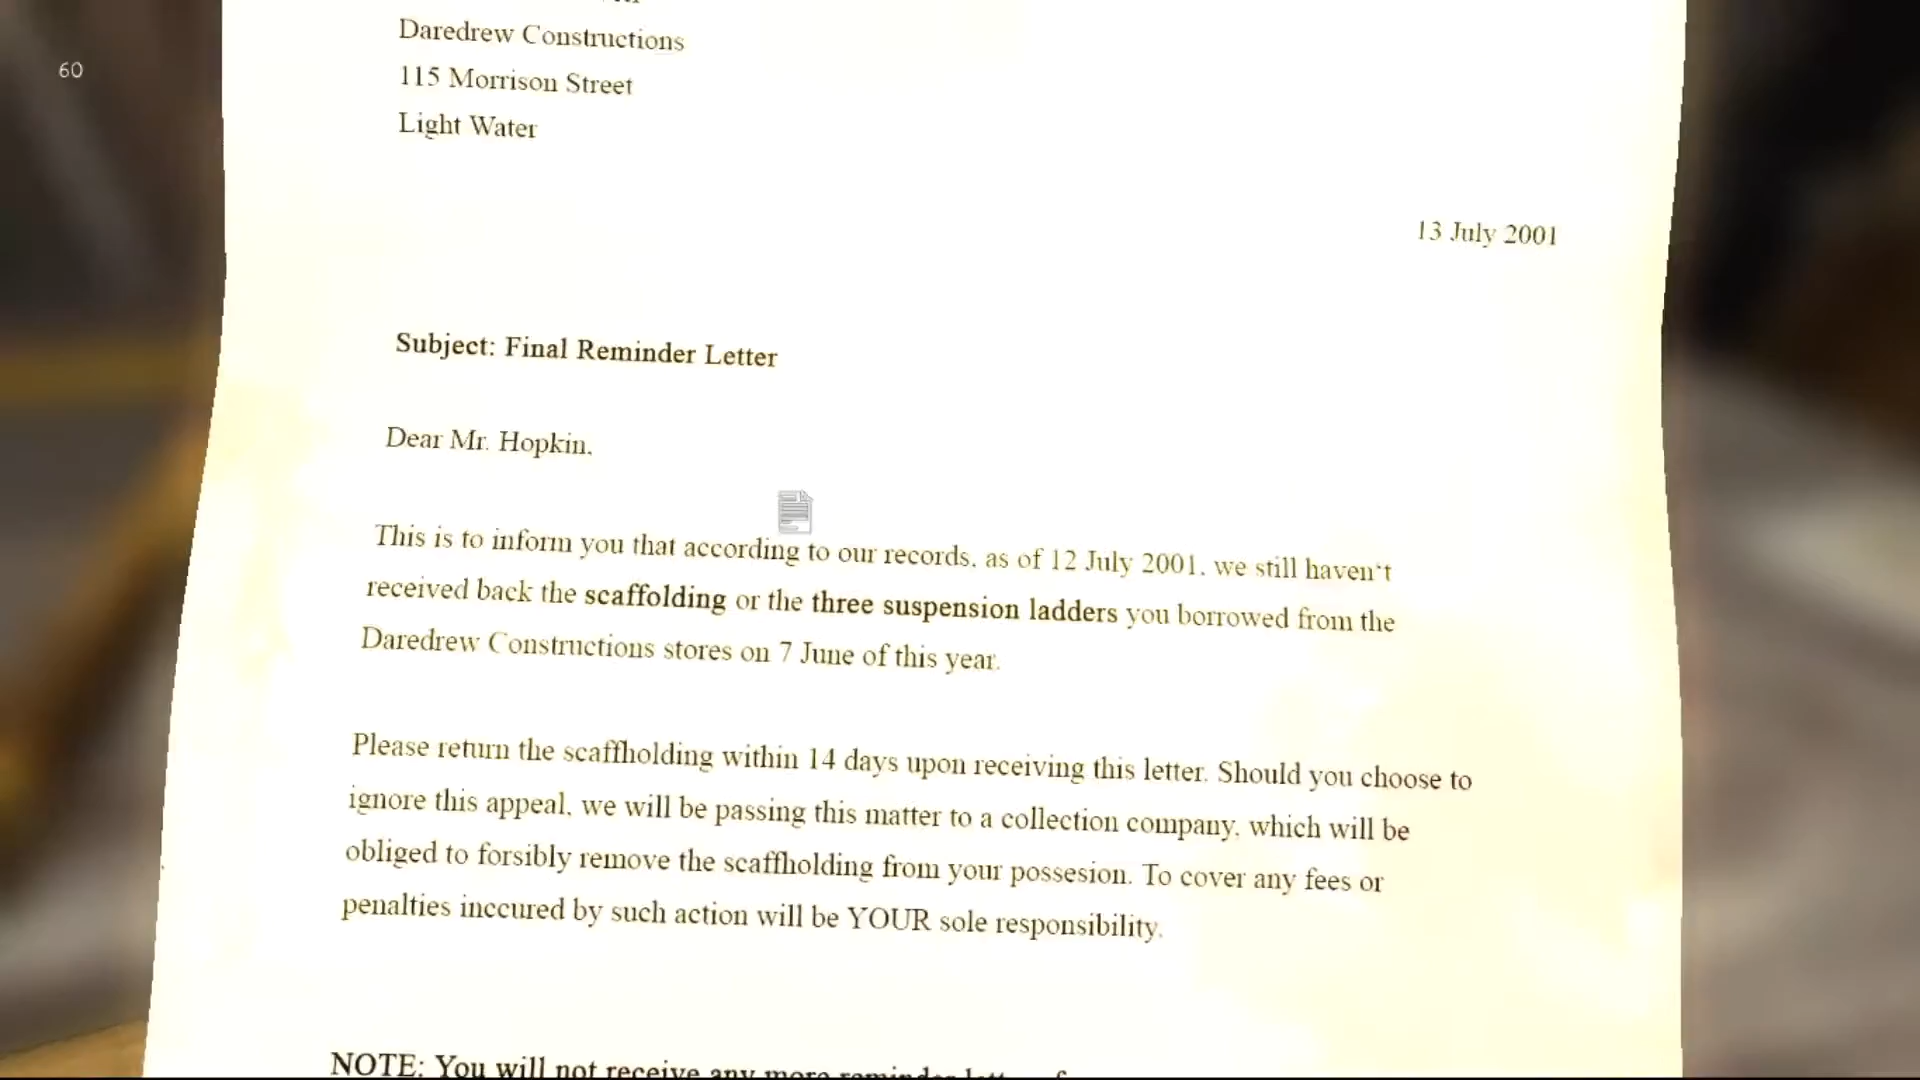 60
Daredrew Constructions
115 Morrison Street
Light Water
13 July 2001
Subject: Final Reminder Letter
Dear Mr. Hopkin,
This is to inform you that according to our records, as of 12 July 2001, we still haven't
received back the scaffolding or the three suspension ladders you borrowed from the
Daredrew Constructions stores on 7 June of this year.
Please return the scaffholding within 14 days upon receiving this letter. Should you choose to
ignore this appeal, we will be passing this matter to a collection company, which will be
obliged to forsibly remove the scaffholding from your possesion. To cover any fees or
penalties inccured by such action will be YOUR sole responsibility.
NOTE: You will not receive any more reminder